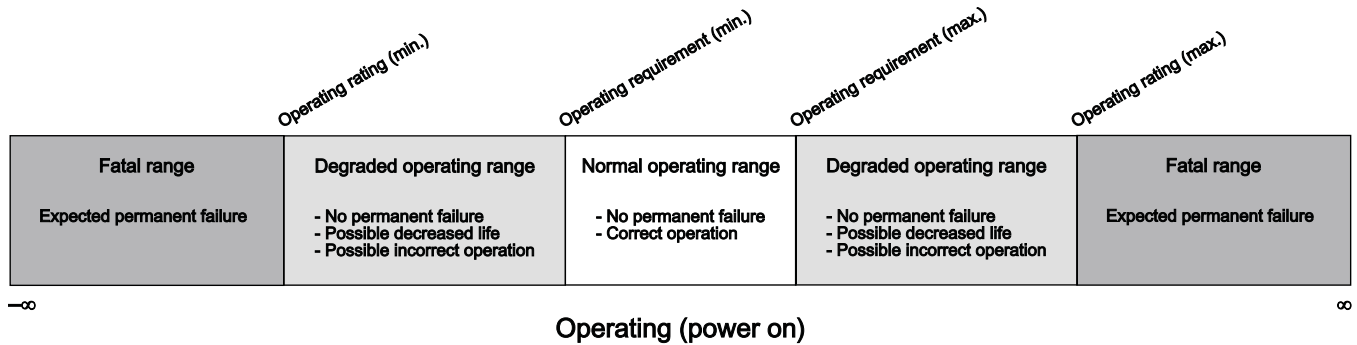 Operating rating (min.)
Operating requirement (min.)
Operating requirement (max.)
Operating rating (max.)
Fatal range
Expected permanent failure
Degraded operating range
- No permanent failure
- Possible decreased life
- Possible incorrect operation
Normal operating range
- No permanent failure
- Correct operation
Degraded operating range
- No permanent failure
- Possible decreased life
- Possible incorrect operation
Fatal range
Expected permanent failure
–∞
∞
Operating (power on)